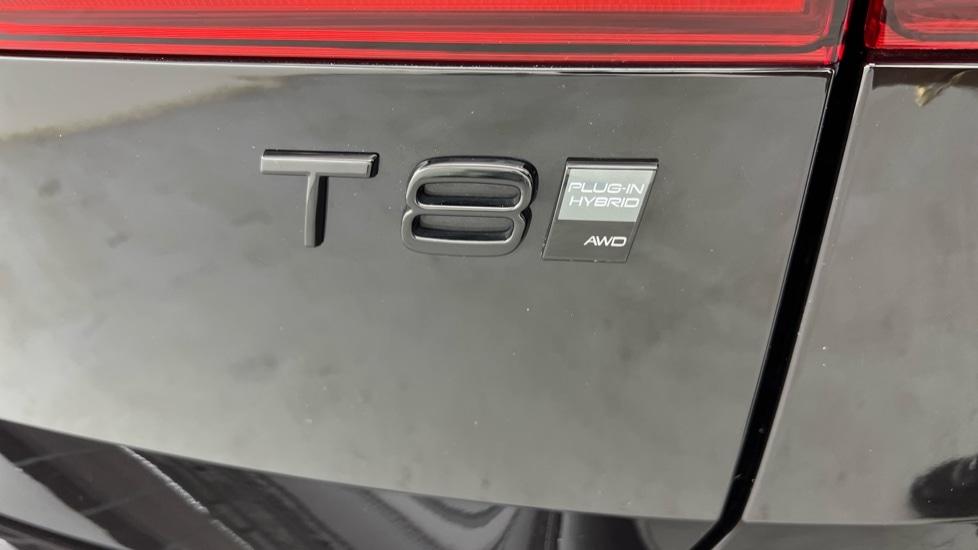 T8
PLUG-IN
HYBRID
AWD